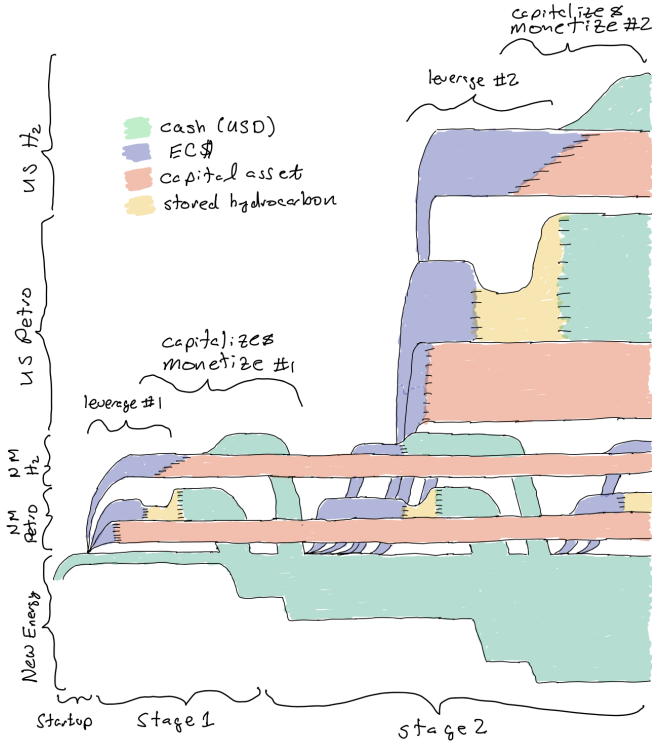 capitalize &
monetize #2
leverage #2
cash (USD)
EC$
capital asset
stored hydrocarbon
US H2
US Petro
capitalize &
monetize #1
leverage #1
NM
H2
NM
Petro
New Energy
Startup
Stage 1
Stage 2